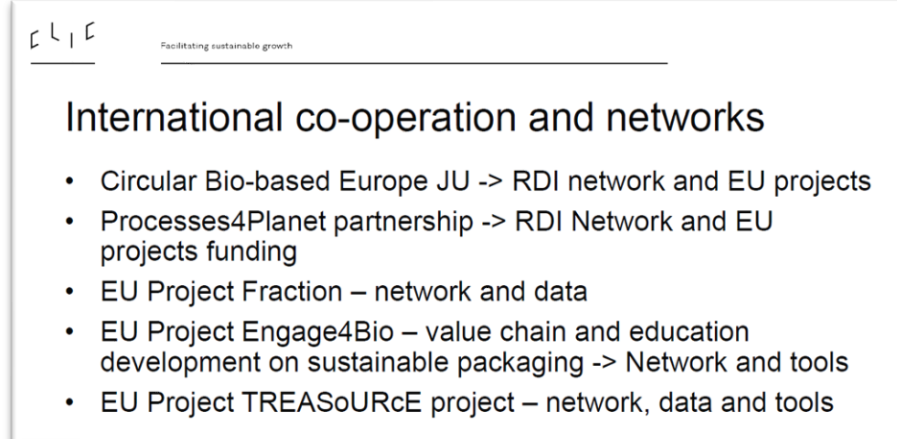 CLIC
Facilitating sustainable growth
International co-operation and networks
• Circular Bio-based Europe JU -> RDI network and EU projects
• Processes4Planet partnership -> RDI Network and EU
projects funding
• EU Project Fraction – network and data
• EU Project Engage4Bio – value chain and education
development on sustainable packaging -> Network and tools
• EU Project TREASoURcE project – network, data and tools